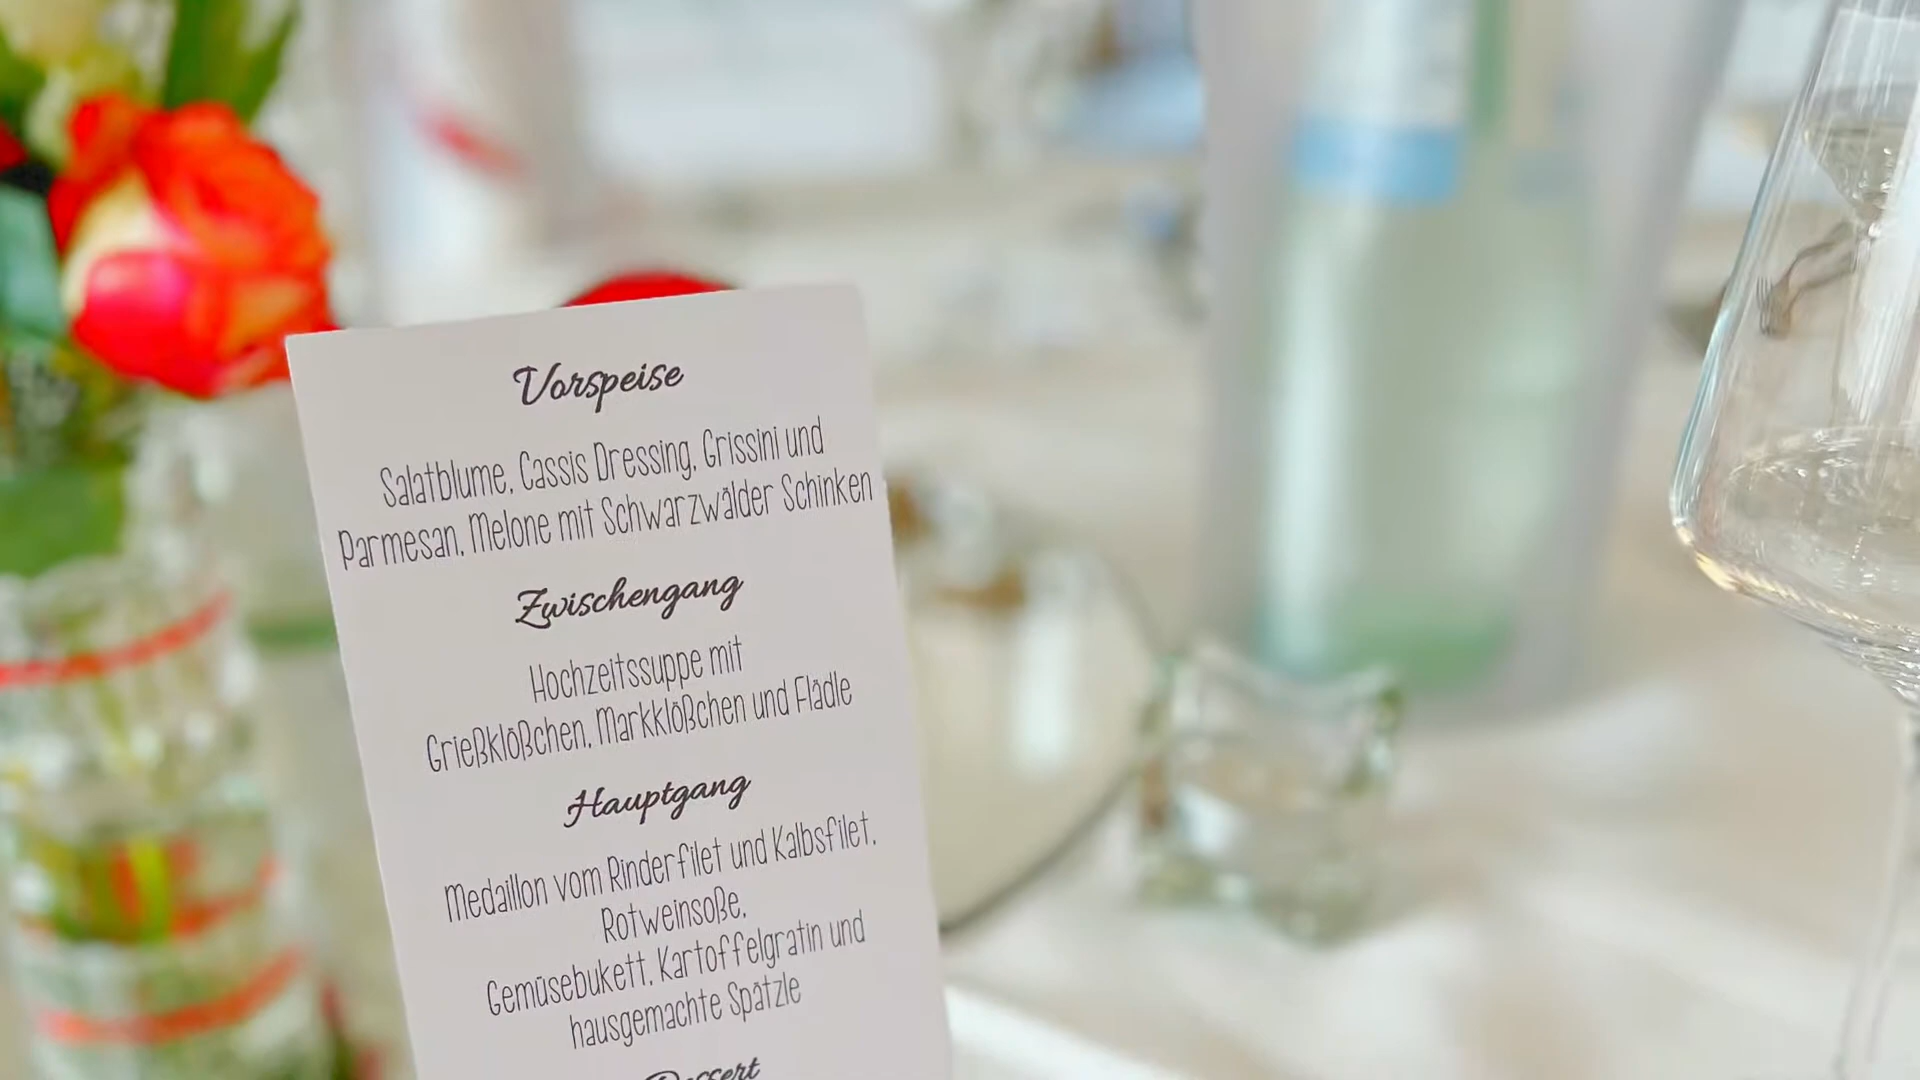 Vorspeise
Salatblume, Cassis Dressing, Grissini und
Parmesan, Melone mit Schwarzwälder Schinken
Zwischengang
Hochzeitssuppe mit
Grießklößchen, Markklößchen und Flädle
Hauptgang
Medaillon vom Rinderfilet und Kalbsfilet,
Rotweinsoße,
Gemüsebukett, Kartoffelgratin und
hausgemachte Spätzle
Dessert